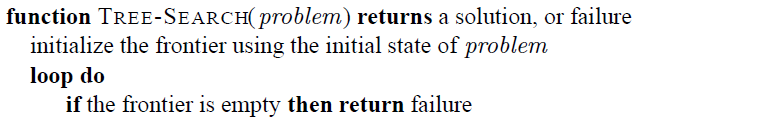 function TREE-SEARCH(problem) returns a solution, or failure
initialize the frontier using the initial state of problem
loop do
if the frontier is empty then return failure